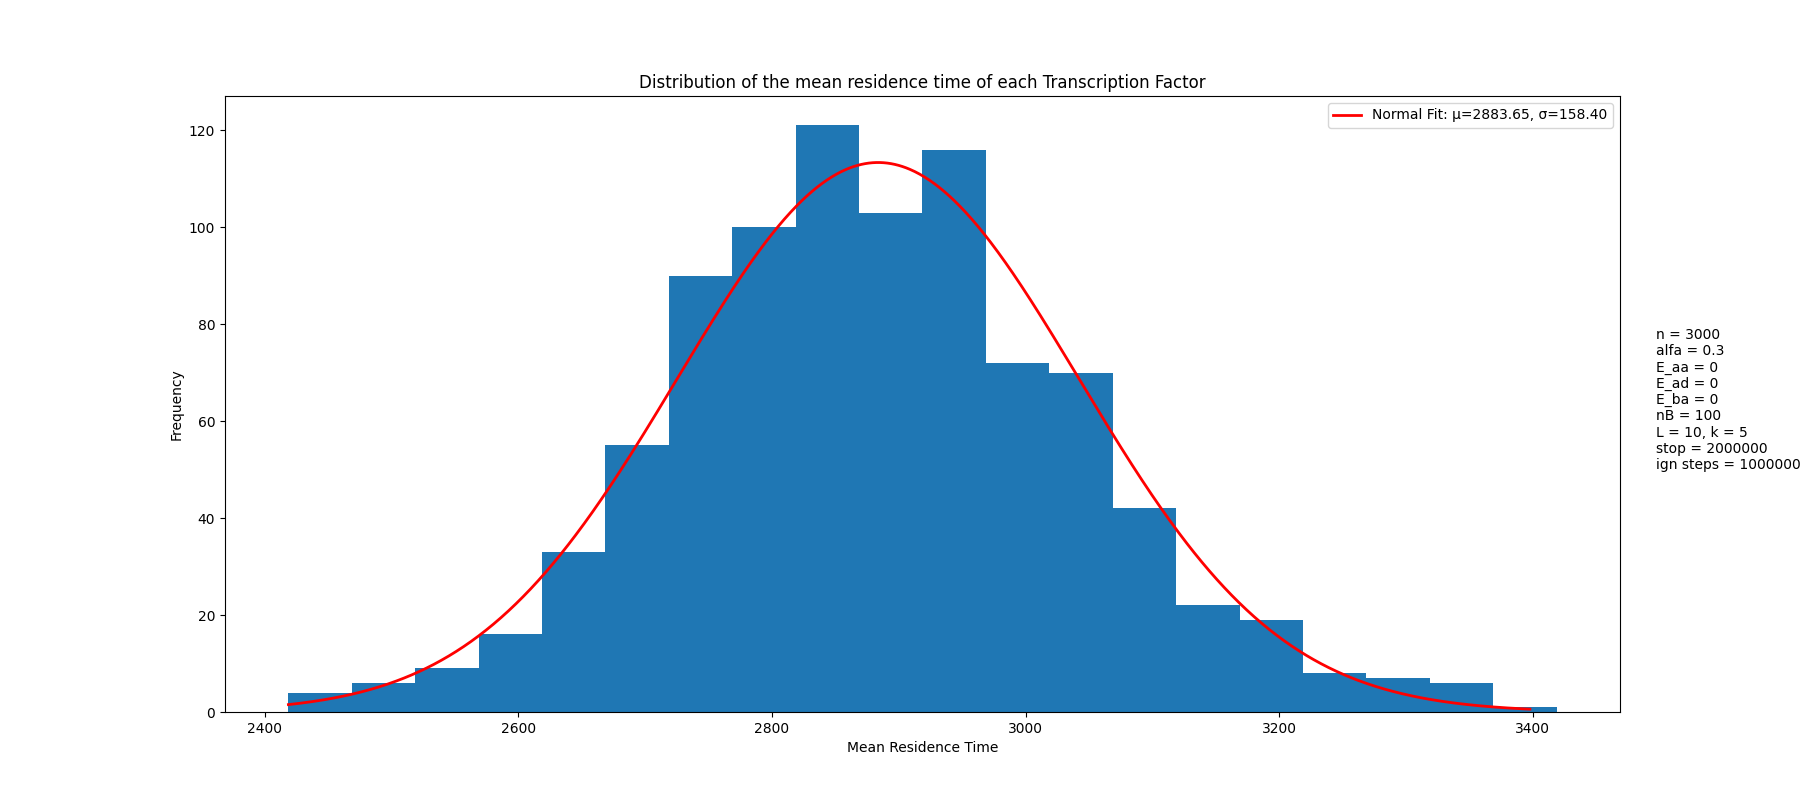 Distribution of the mean residence time of each Transcription Factor
Normal Fit: μ=2883.65, σ=158.40
120
100
80
60
40
20
0
Frequency
2400 2600 2800 3000 3200 3400
Mean Residence Time
n = 3000
alfa = 0.3
E_aa = 0
E_ad = 0
E_ba = 0
nB = 100
L = 10, k = 5
stop = 2000000
ign steps = 1000000